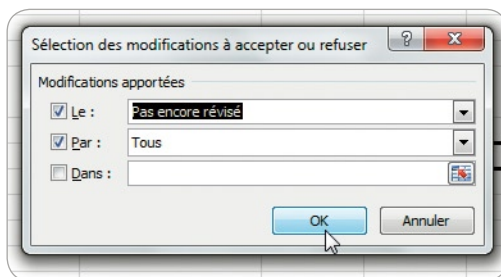 Sélection des modifications à accepter ou refuser
Modifications apportées
Le : Pas encore révisé
Par : Tous
Dans :
OK Annuler